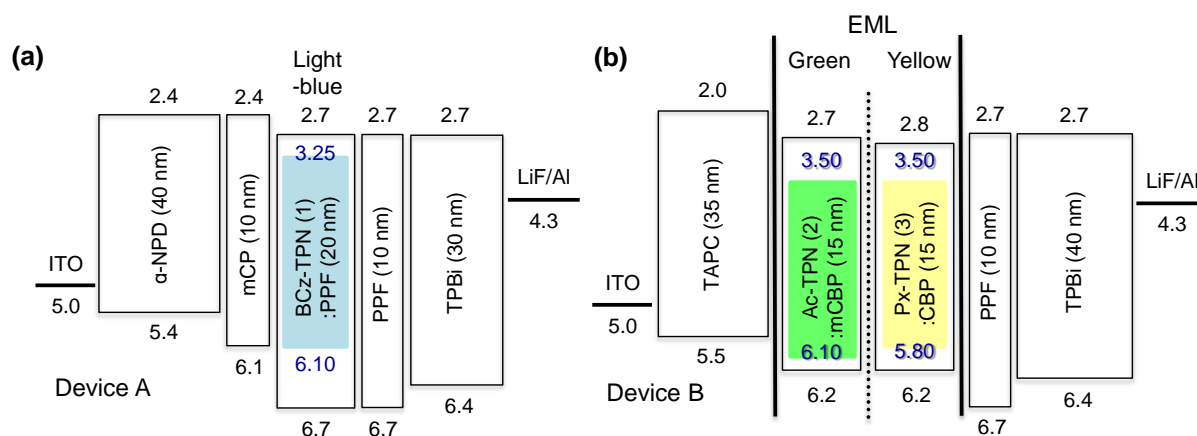 (a)
Light
-blue
2.4
2.4
2.7
2.7
2.7
3.25
α-NPD (40 nm)
mCP (10 nm)
BCz-TPN (1)
:PPF (20 nm)
PPF (10 nm)
TPBi (30 nm)
LiF/Al
4.3
ITO
5.0
5.4
6.1
6.10
6.7
6.7
6.4
Device A
(b)
EML
Green
Yellow
2.0
2.7
2.8
2.7
2.7
3.50
3.50
TAPC (35 nm)
Ac-TPN (2)
:mCBP (15 nm)
Px-TPN (3)
:CBP (15 nm)
PPF (10 nm)
TPBi (40 nm)
LiF/Al
4.3
ITO
5.0
5.5
6.10
5.80
6.2
6.2
6.7
6.4
Device B